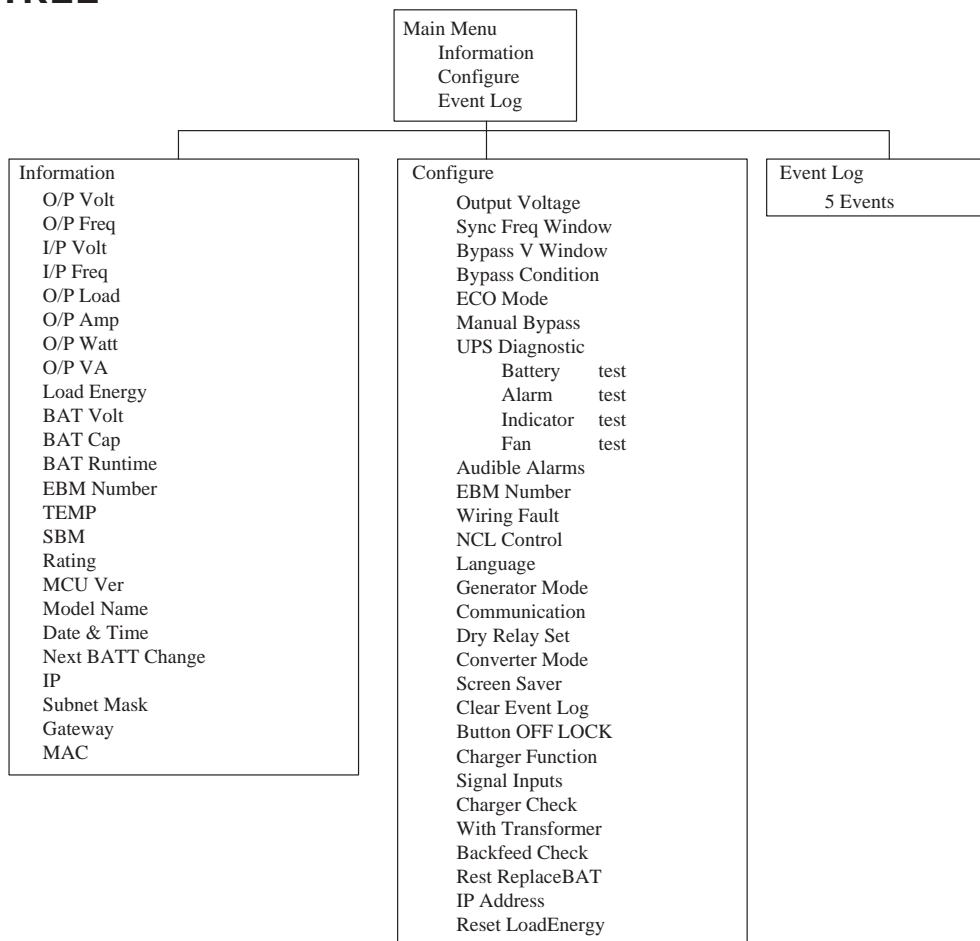 Main Menu
Information
Configure
Event Log
Information
O/P Volt
O/P Freq
I/P Volt
I/P Freq
O/P Load
O/P Amp
O/P Watt
O/P VA
Load Energy
BAT Volt
BAT Cap
BAT Runtime
EBM Number
TEMP
SBM
Rating
MCU Ver
Model Name
Date & Time
Next BATT Change
IP
Subnet Mask
Gateway
MAC
Configure
Output Voltage
Sync Freq Window
Bypass V Window
Bypass Condition
ECO Mode
Manual Bypass
UPS Diagnostic
Battery test
Alarm test
Indicator test
Fan test
Audible Alarms
EBM Number
Wiring Fault
NCL Control
Language
Generator Mode
Communication
Dry Relay Set
Converter Mode
Screen Saver
Clear Event Log
Button OFF LOCK
Charger Function
Signal Inputs
Charger Check
With Transformer
Backfeed Check
Rest ReplaceBAT
IP Address
Reset LoadEnergy
Event Log
5 Events